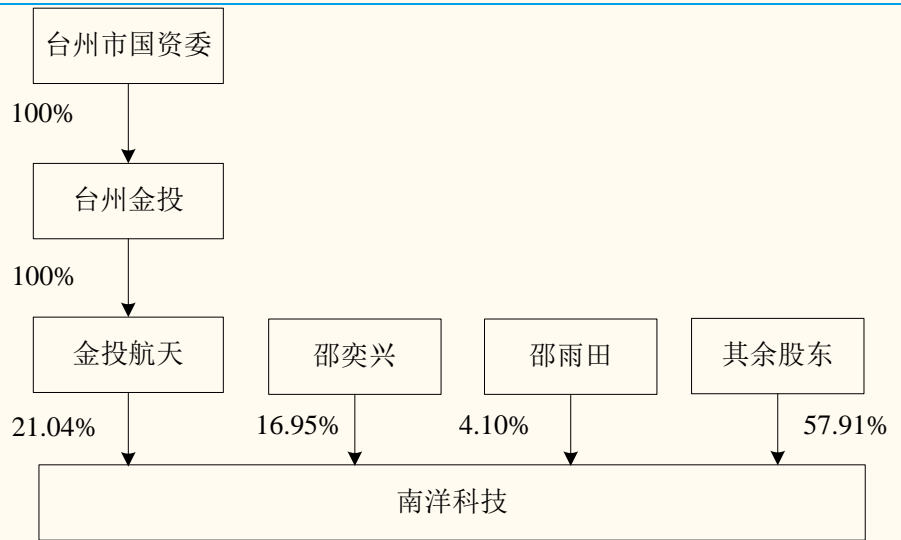 台州市国资委
100%
台州金投
100%
金投航天
邵奕兴
邵雨田
其余股东
21.04%
16.95%
4.10%
57.91%
南洋科技